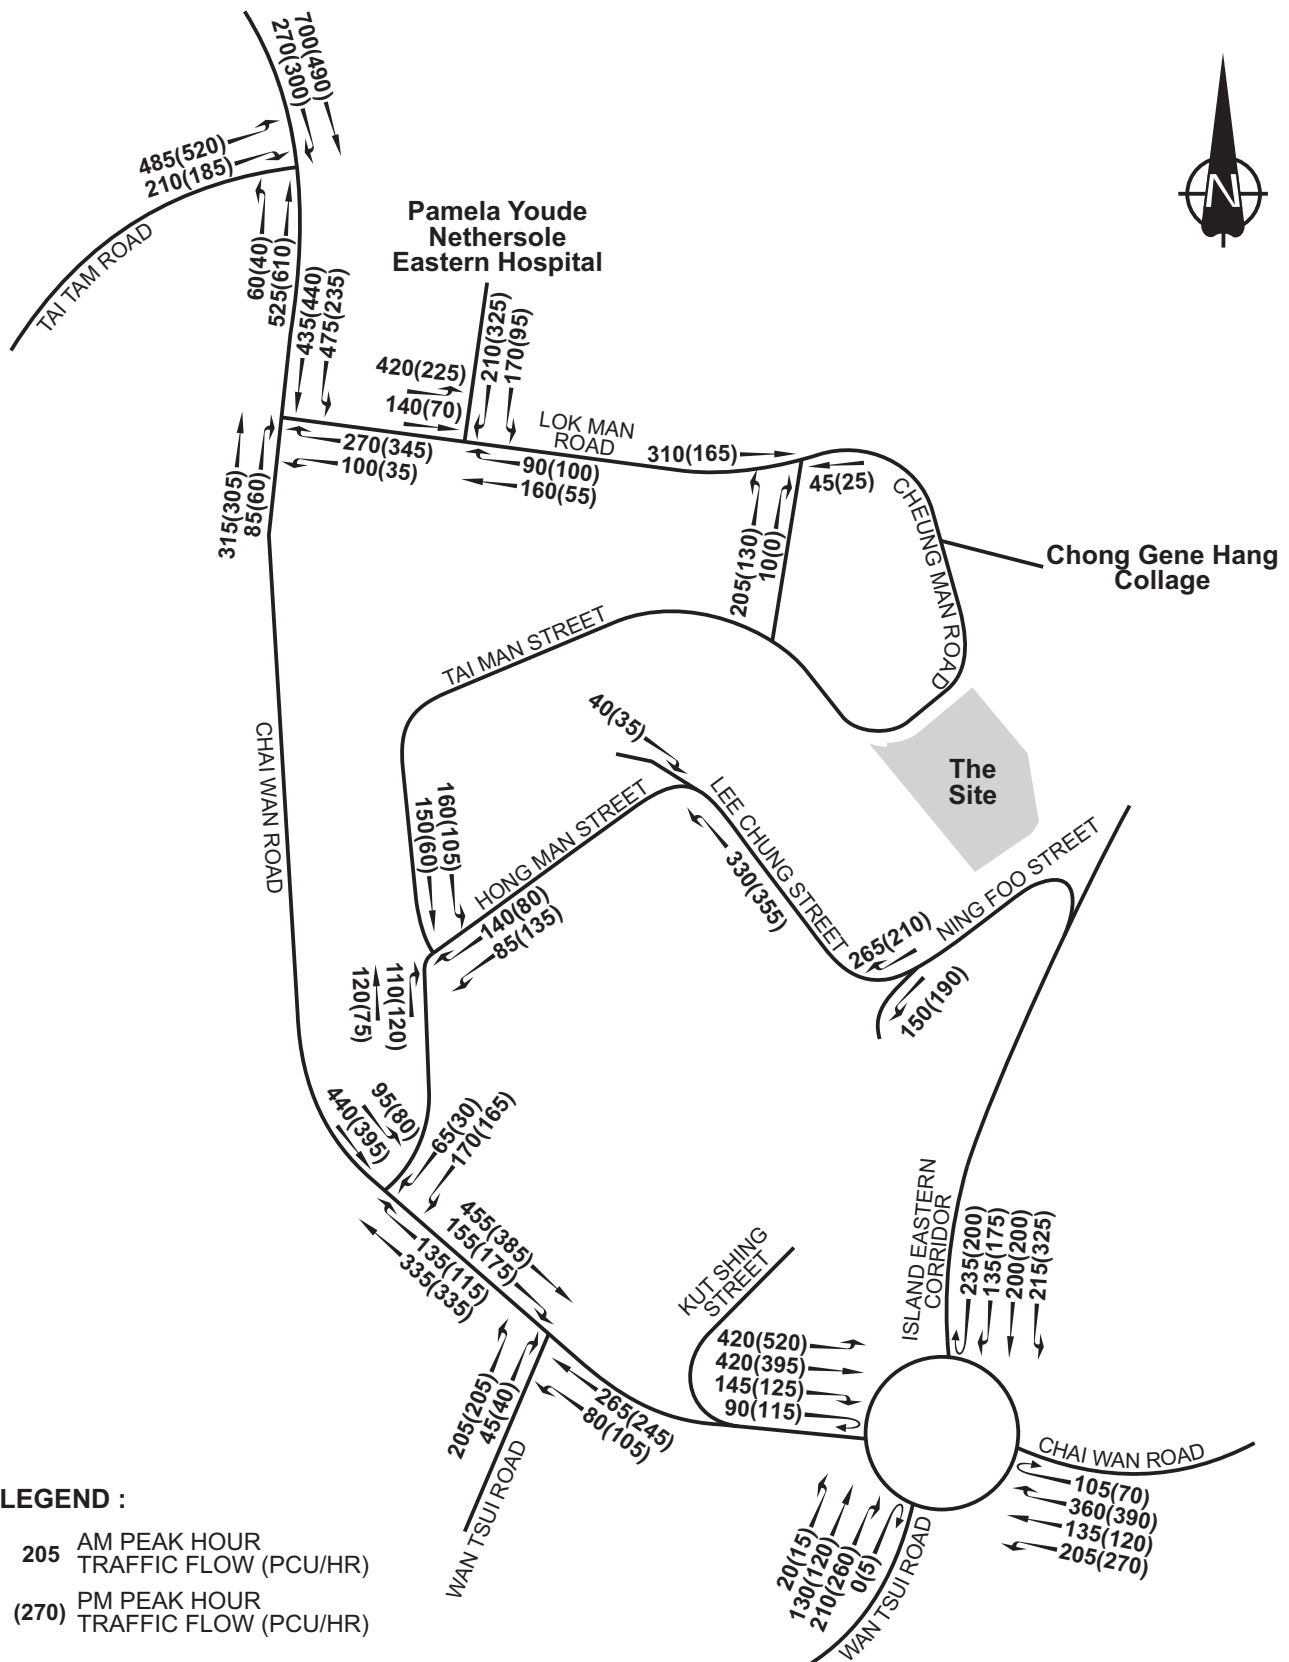 700(490)
270(300)
485(520)
210(185)
TAI TAM ROAD
60(40)
525(610)
N
Pamela Youde
Nethersole
Eastern Hospital
435(440)
475(235)
420(225)
140(70)
210(325)
170(95)
LOK MAN
ROAD
310(165)
270(345)
100(35)
90(100)
160(55)
45(25)
315(305)
85(60)
205(130)
10(0)
CHEUNG MAN ROAD
Chong Gene Hang
Collage
TAI MAN STREET
40(35)
CHAI WAN ROAD
The
Site
160(105)
150(60)
HONG MAN STREET
LEE CHUNG STREET
330(355)
NING FOO STREET
140(80)
85(135)
265(210)
150(190)
110(120)
120(75)
95(80)
440(395)
65(30)
170(165)
455(385)
155(175)
135(115)
335(335)
KUT SHING
STREET
ISLAND EASTERN
CORRIDOR
235(200)
135(175)
200(200)
215(325)
420(520)
420(395)
145(125)
90(115)
205(205)
45(40)
265(245)
80(105)
WAN TSUI ROAD
CHAI WAN ROAD
105(70)
360(390)
135(120)
205(270)
20(15)
130(120)
210(260)
0(5)
WAN TSUI ROAD
LEGEND :
205 AM PEAK HOUR
TRAFFIC FLOW (PCU/HR)
(270) PM PEAK HOUR
TRAFFIC FLOW (PCU/HR)